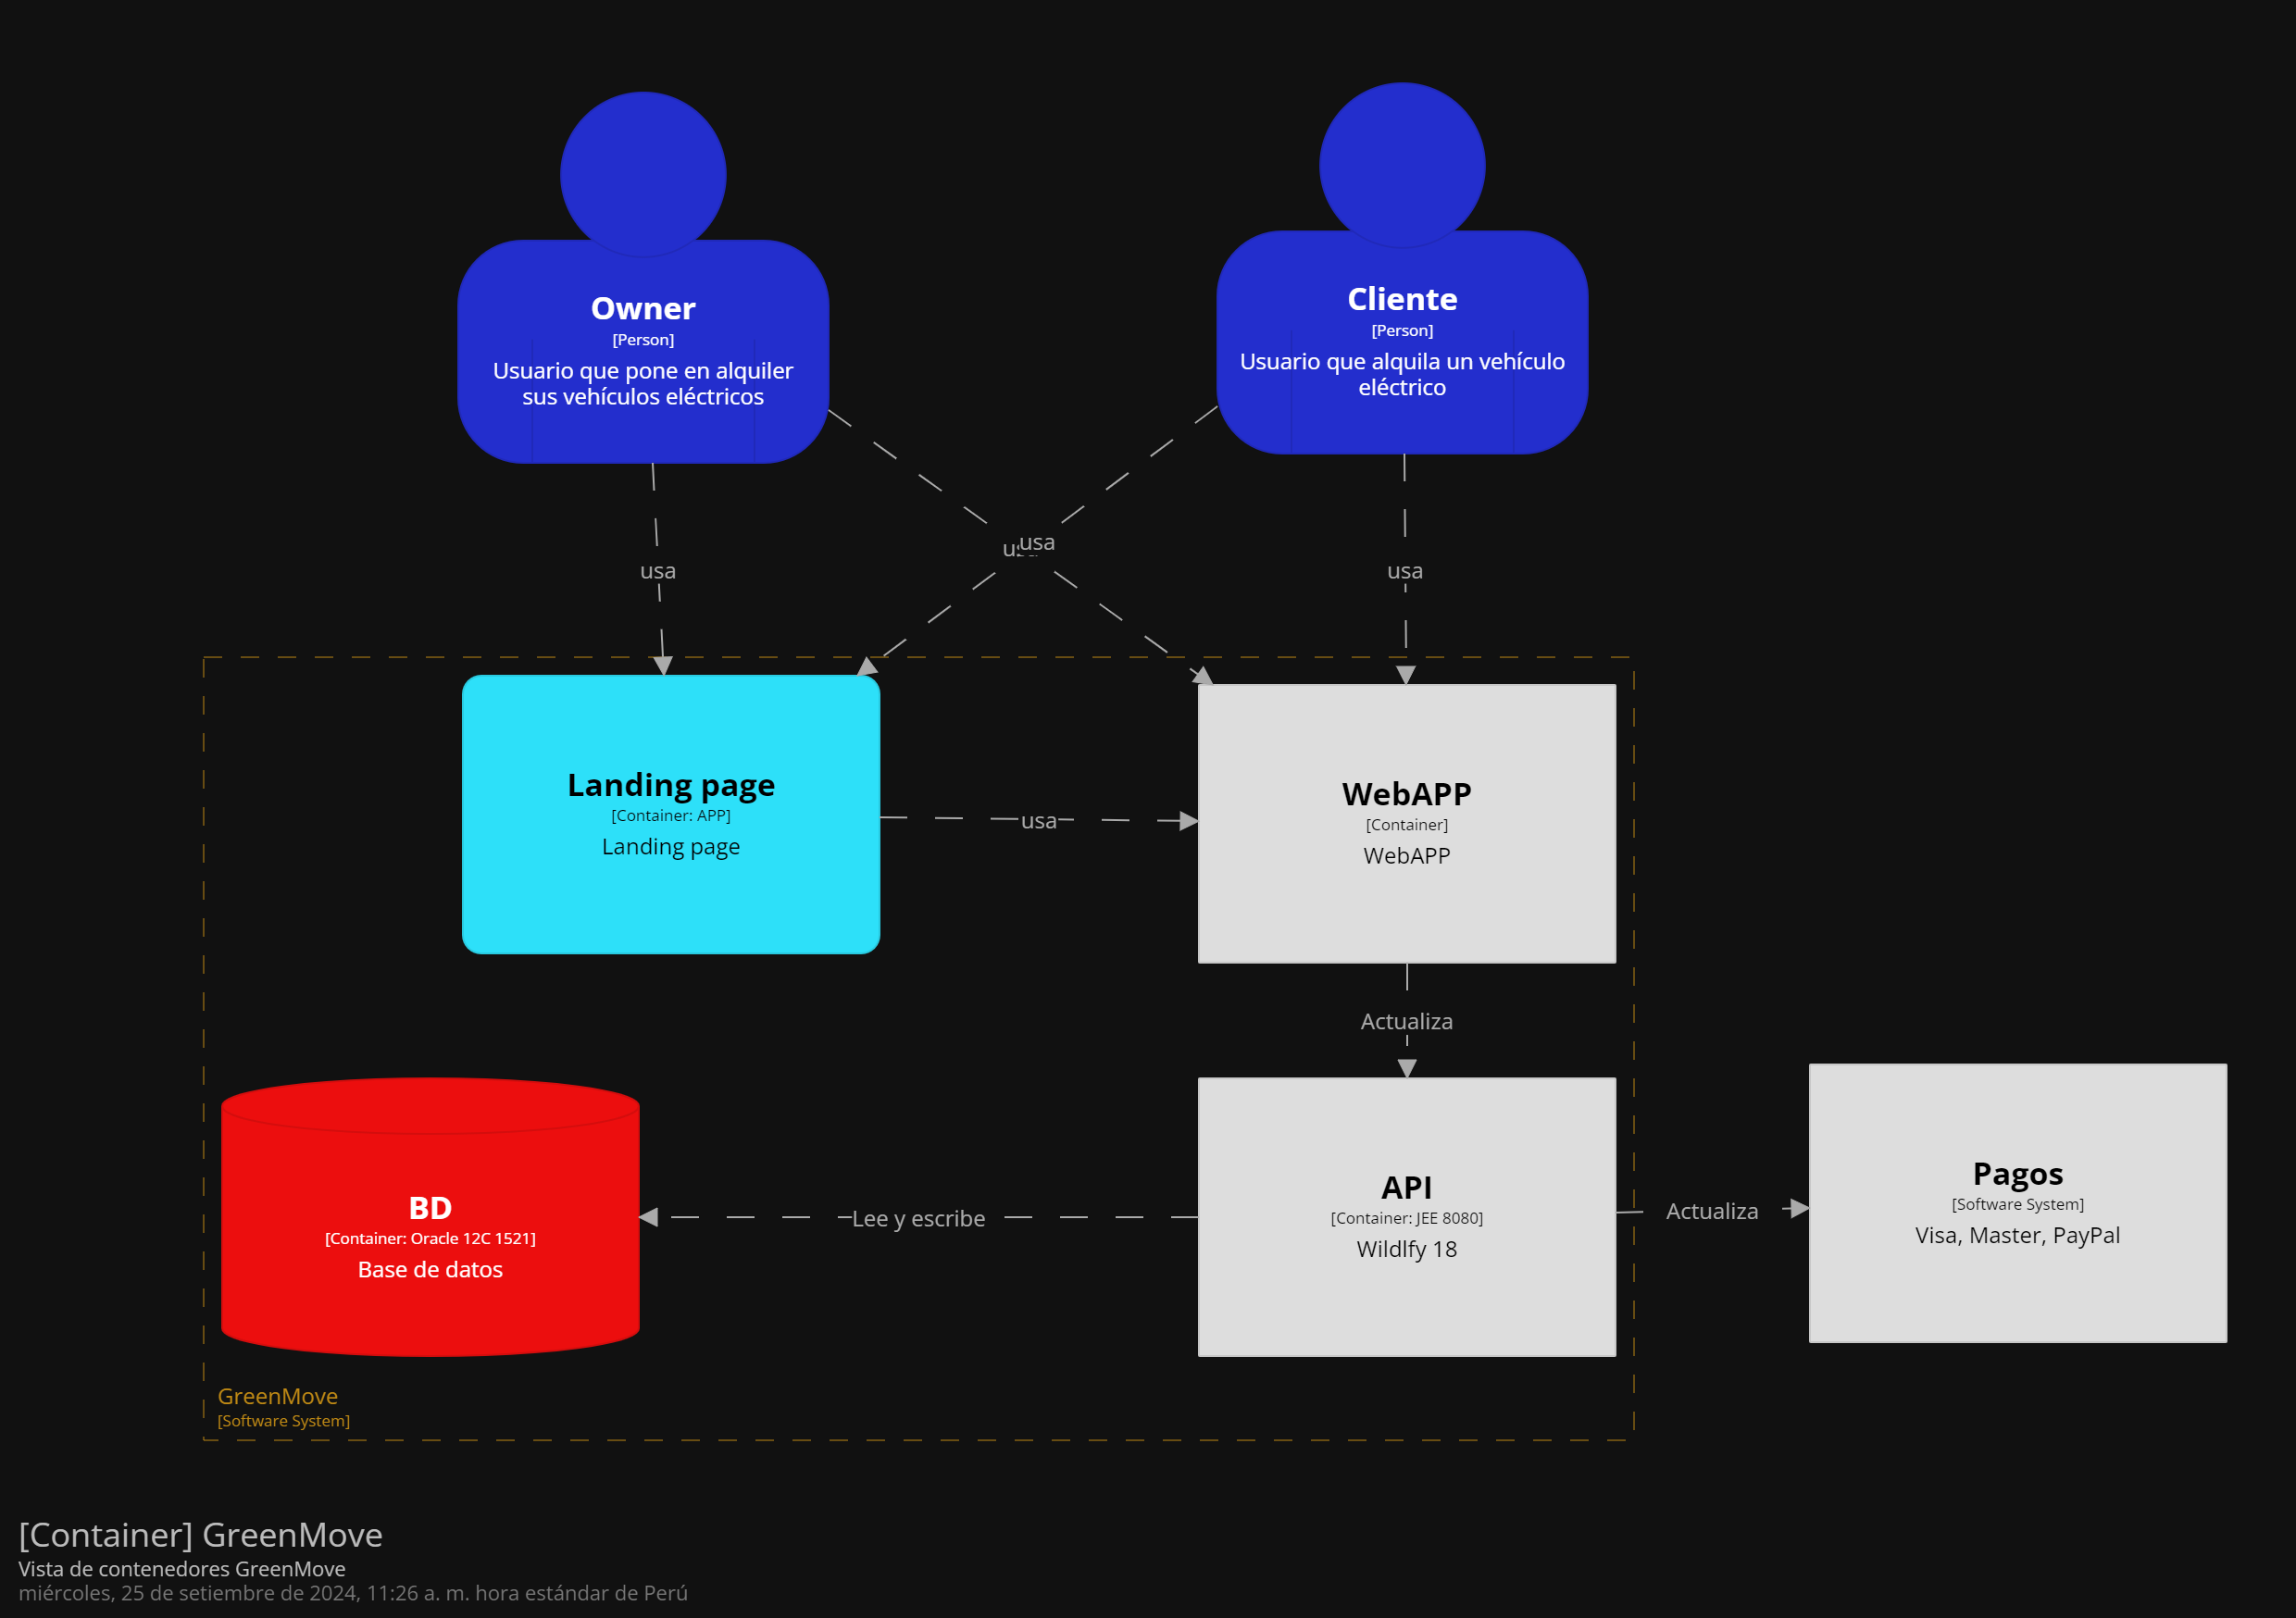 Owner
[Person]
Usuario que pone en alquiler
sus vehículos eléctricos
Cliente
[Person]
Usuario que alquila un vehículo
eléctrico
usa
usa
usa
Landing page
[Container: APP]
Landing page
usa
WebAPP
[Container]
WebAPP
Actualiza
BD
[Container: Oracle 12C 1521]
Base de datos
Lee y escribe
API
[Container: JEE 8080]
Wildlfy 18
Actualiza
Pagos
[Software System]
Visa, Master, PayPal
GreenMove
[Software System]
[Container] GreenMove
Vista de contenedores GreenMove
miércoles, 25 de setiembre de 2024, 11:26 a. m. hora estándar de Perú